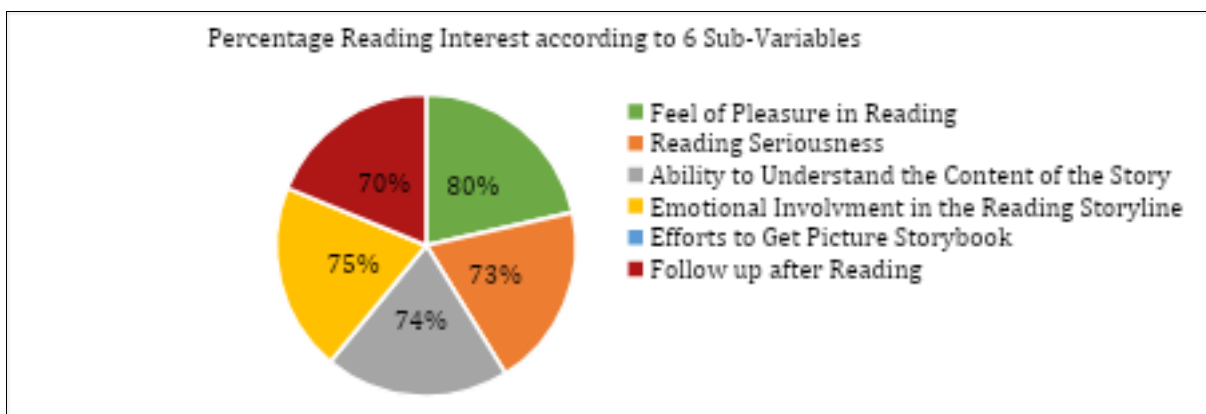 Percentage Reading Interest according to 6 Sub-Variables
Feel of Pleasure in Reading
Reading Seriousness
Ability to Understand the Content of the Story
Emotional Involvment in the Reading Storyline
Efforts to Get Picture Storybook
Follow up after Reading
70%
80%
75%
73%
74%